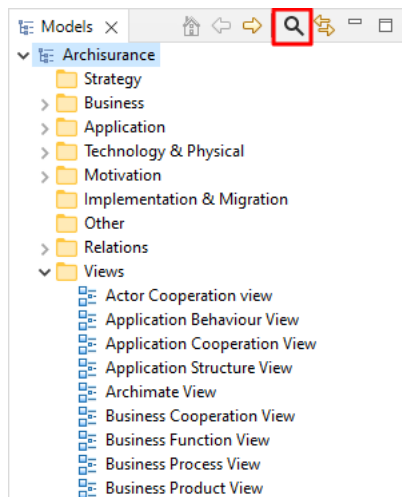 Models
Archisurance
Strategy
Business
Application
Technology & Physical
Motivation
Implementation & Migration
Other
Relations
Views
Actor Cooperation view
Application Behaviour View
Application Cooperation View
Application Structure View
Archimate View
Business Cooperation View
Business Function View
Business Process View
Business Product View